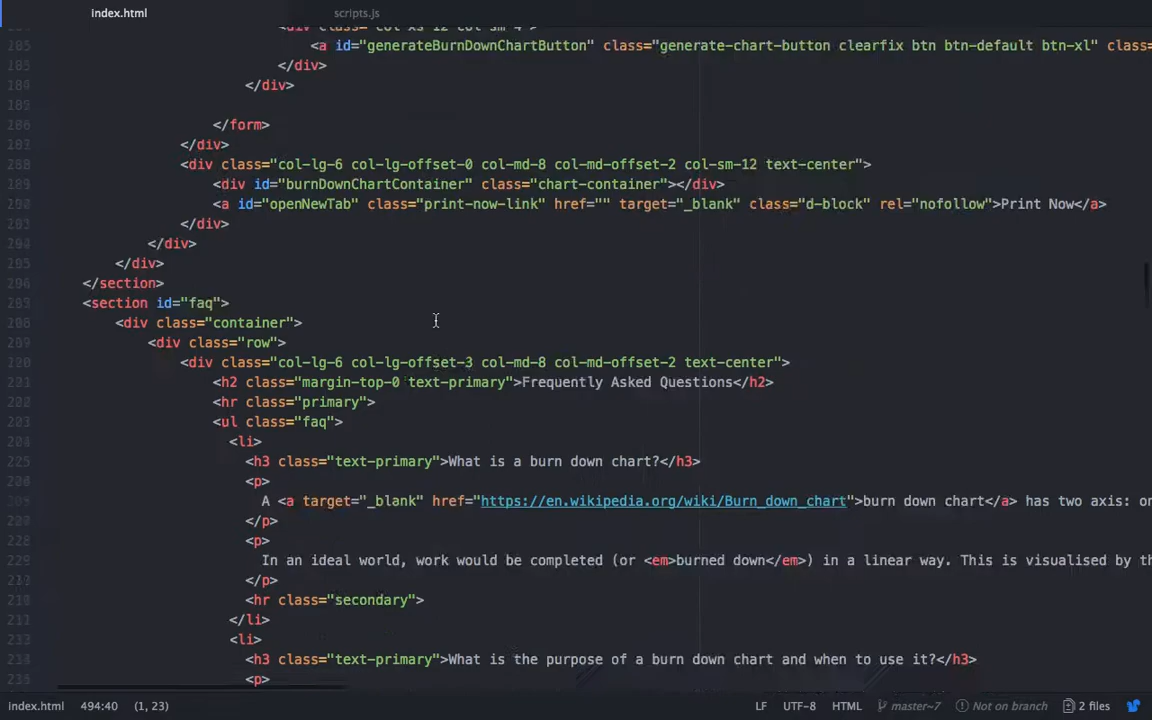 index.html
scripts.js
205 <a id="generateBurnDownChartButton" class="generate-chart-button clearfix btn btn-default btn-xl" class=
</div>
</div>
</form>
</div>
<div class="col-lg-6 col-lg-offset-0 col-md-8 col-md-offset-2 col-sm-12 text-center">
<div id="burnDownChartContainer" class="chart-container"></div>
<a id="openNewTab" class="print-now-link" href="" target="_blank" class="d-block" rel="nofollow">Print Now</a>
</div>
</div>
</div>
</section>
<section id="faq">
<div class="container">
<div class="row">
<div class="col-lg-6 col-lg-offset-3 col-md-8 col-md-offset-2 text-center">
<h2 class="margin-top-0 text-primary">Frequently Asked Questions</h2>
<hr class="primary">
<ul class="faq">
<li>
<h3 class="text-primary">What is a burn down chart?</h3>
<p>
A <a target="_blank" href="https://en.wikipedia.org/wiki/Burn_down_chart">burn down chart</a> has two axis: on
</p>
<p>
In an ideal world, work would be completed (or <em>burned down</em>) in a linear way. This is visualised by th
</p>
<hr class="secondary">
</li>
<li>
<h3 class="text-primary">What is the purpose of a burn down chart and when to use it?</h3>
<p>
index.html 494:40 (1, 23) LF UTF-8 HTML master~7 Not on branch 2 files